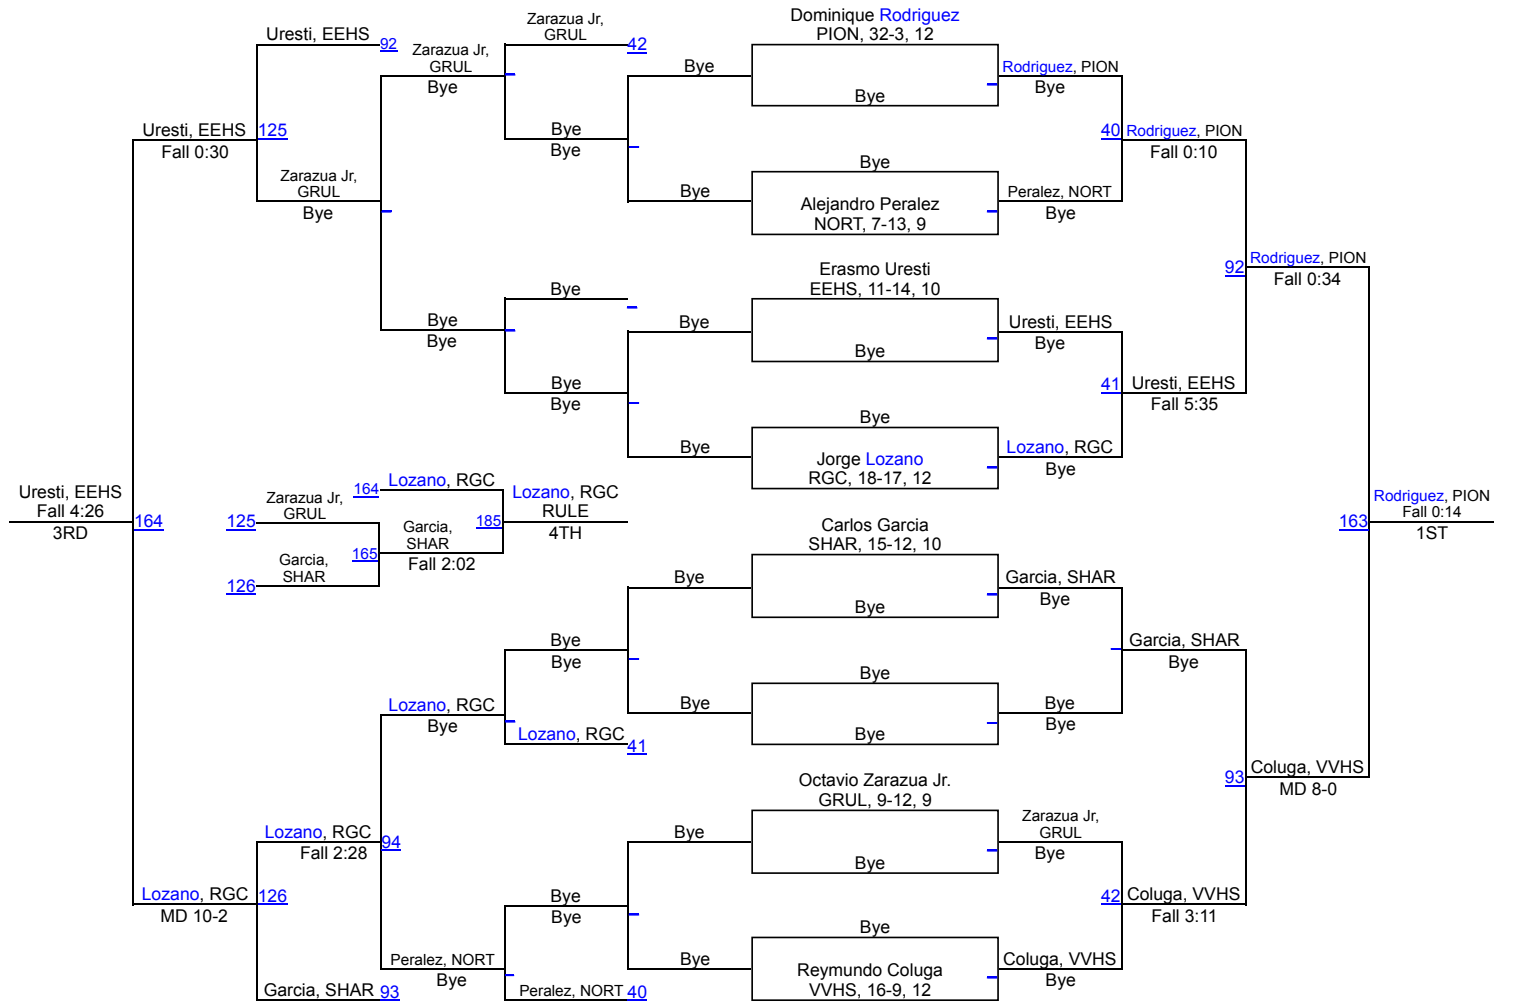 Uresti, EEHS
92
Zarazua Jr,
GRUL
Bye
Zarazua Jr,
GRUL
42
Uresti, EEHS
125
Fall 0:30
Zarazua Jr,
GRUL
Bye
Bye
Bye
Bye
Bye
Dominique Rodriguez
PION, 32-3, 12
Bye
Rodriguez, PION
Bye
40
Rodriguez, PION
Fall 0:10
Bye
Alejandro Peralez
NORT, 7-13, 9
Peralez, NORT
Bye
Bye
Bye
Bye
Bye
Bye
Bye
Bye
Erasmo Uresti
EEHS, 11-14, 10
Bye
Uresti, EEHS
Bye
92
Rodriguez, PION
Fall 0:34
41
Uresti, EEHS
Fall 5:35
Bye
Jorge Lozano
RGC, 18-17, 12
Lozano, RGC
Bye
Uresti, EEHS
Fall 4:26
3RD
164
164
Lozano, RGC
Zarazua Jr,
GRUL
125
Garcia,
SHAR
126
165
Garcia,
SHAR
Fall 2:02
185
Lozano, RGC
RULE
4TH
163
Rodriguez, PION
Fall 0:14
1ST
Carlos Garcia
SHAR, 15-12, 10
Bye
Bye
Garcia, SHAR
Bye
Garcia, SHAR
Bye
Bye
Bye
Bye
Bye
Bye
Bye
Lozano, RGC
Bye
Lozano, RGC
41
93
Coluga, VVHS
MD 8-0
Octavio Zarazua Jr.
GRUL, 9-12, 9
Bye
Bye
Zarazua Jr,
GRUL
Bye
Lozano, RGC
Fall 2:28
94
Lozano, RGC
MD 10-2
126
Bye
Bye
42
Coluga, VVHS
Fall 3:11
Bye
Bye
Reymundo Coluga
VVHS, 16-9, 12
Coluga, VVHS
Bye
Peralez, NORT
Bye
Garcia, SHAR
93
Peralez, NORT
40